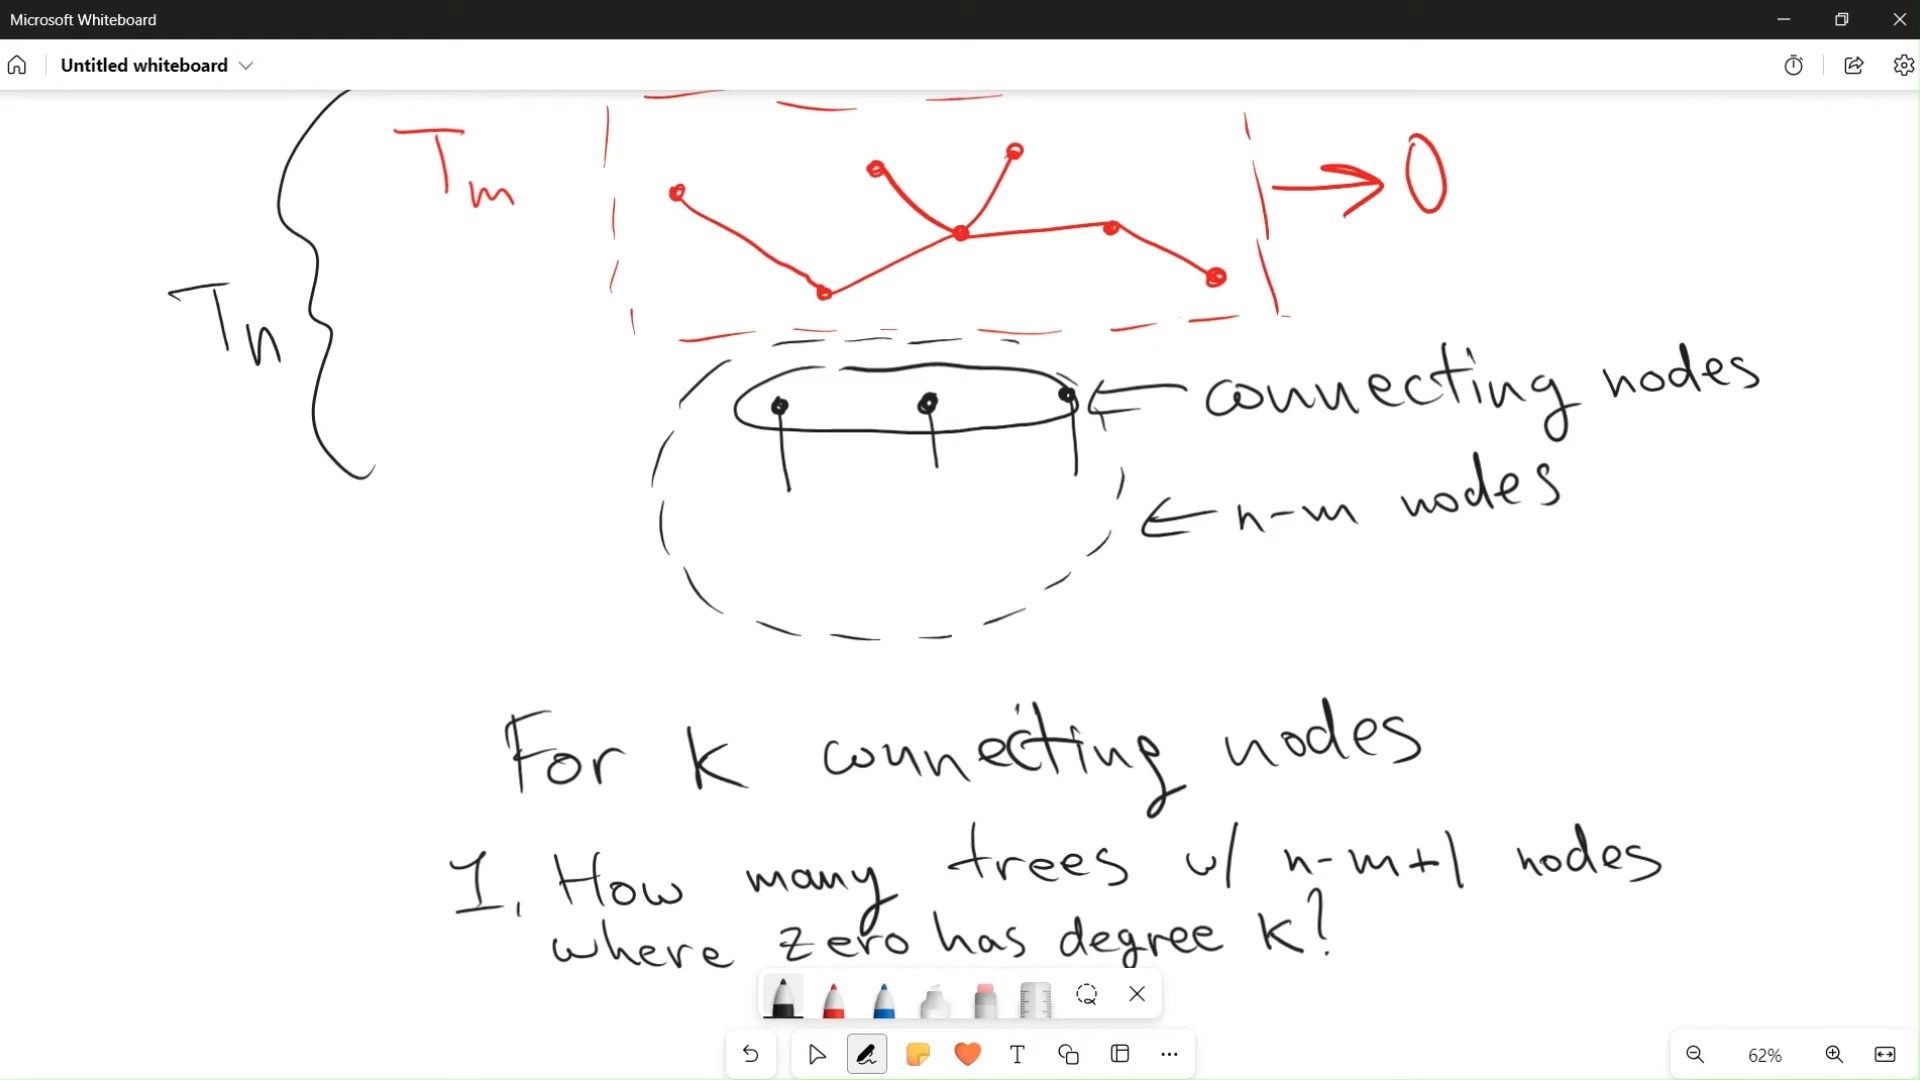 Microsoft Whiteboard
Untitled whiteboard
Tm
0
Tn
connecting nodes
n-m nodes
For k connecting nodes
1. How many trees w/ n-m+1 nodes
where zero has degree k?
62%